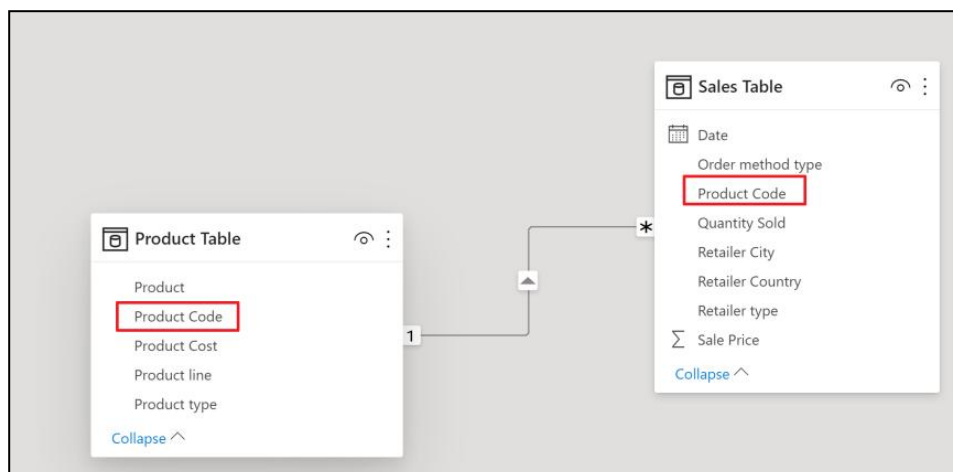 Product Table
Product
Product Code
Product Cost
Product line
Product type
Collapse
1
*
Sales Table
Date
Order method type
Product Code
Quantity Sold
Retailer City
Retailer Country
Retailer type
Σ Sale Price
Collapse